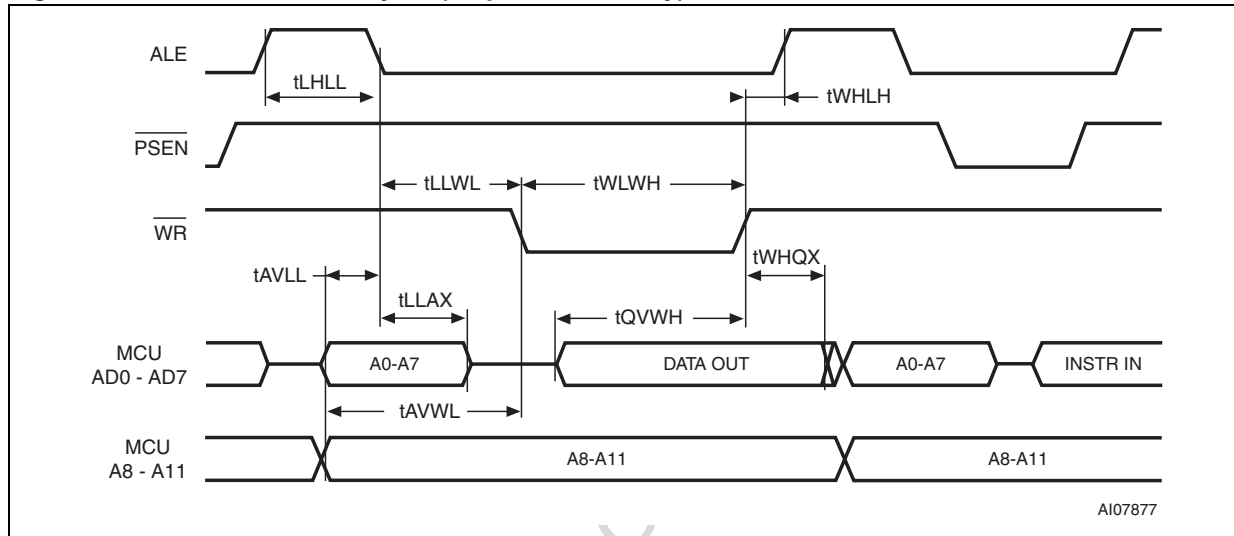 ALE
tLHLL
tWHLH
PSEN
tLLWL
tWLWH
WR
tAVLL
tWHQX
tLLAX
tQVWH
MCU
AD0 - AD7
A0-A7
DATA OUT
A0-A7
INSTR IN
tAVWL
MCU
A8 - A11
A8-A11
A8-A11
AI07877